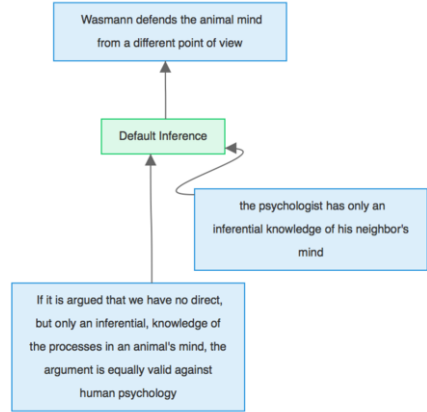 Wasmann defends the animal mind
from a different point of view
Default Inference
the psychologist has only an
inferential knowledge of his neighbor's
mind
If it is argued that we have no direct,
but only an inferential, knowledge of
the processes in an animal's mind, the
argument is equally valid against
human psychology